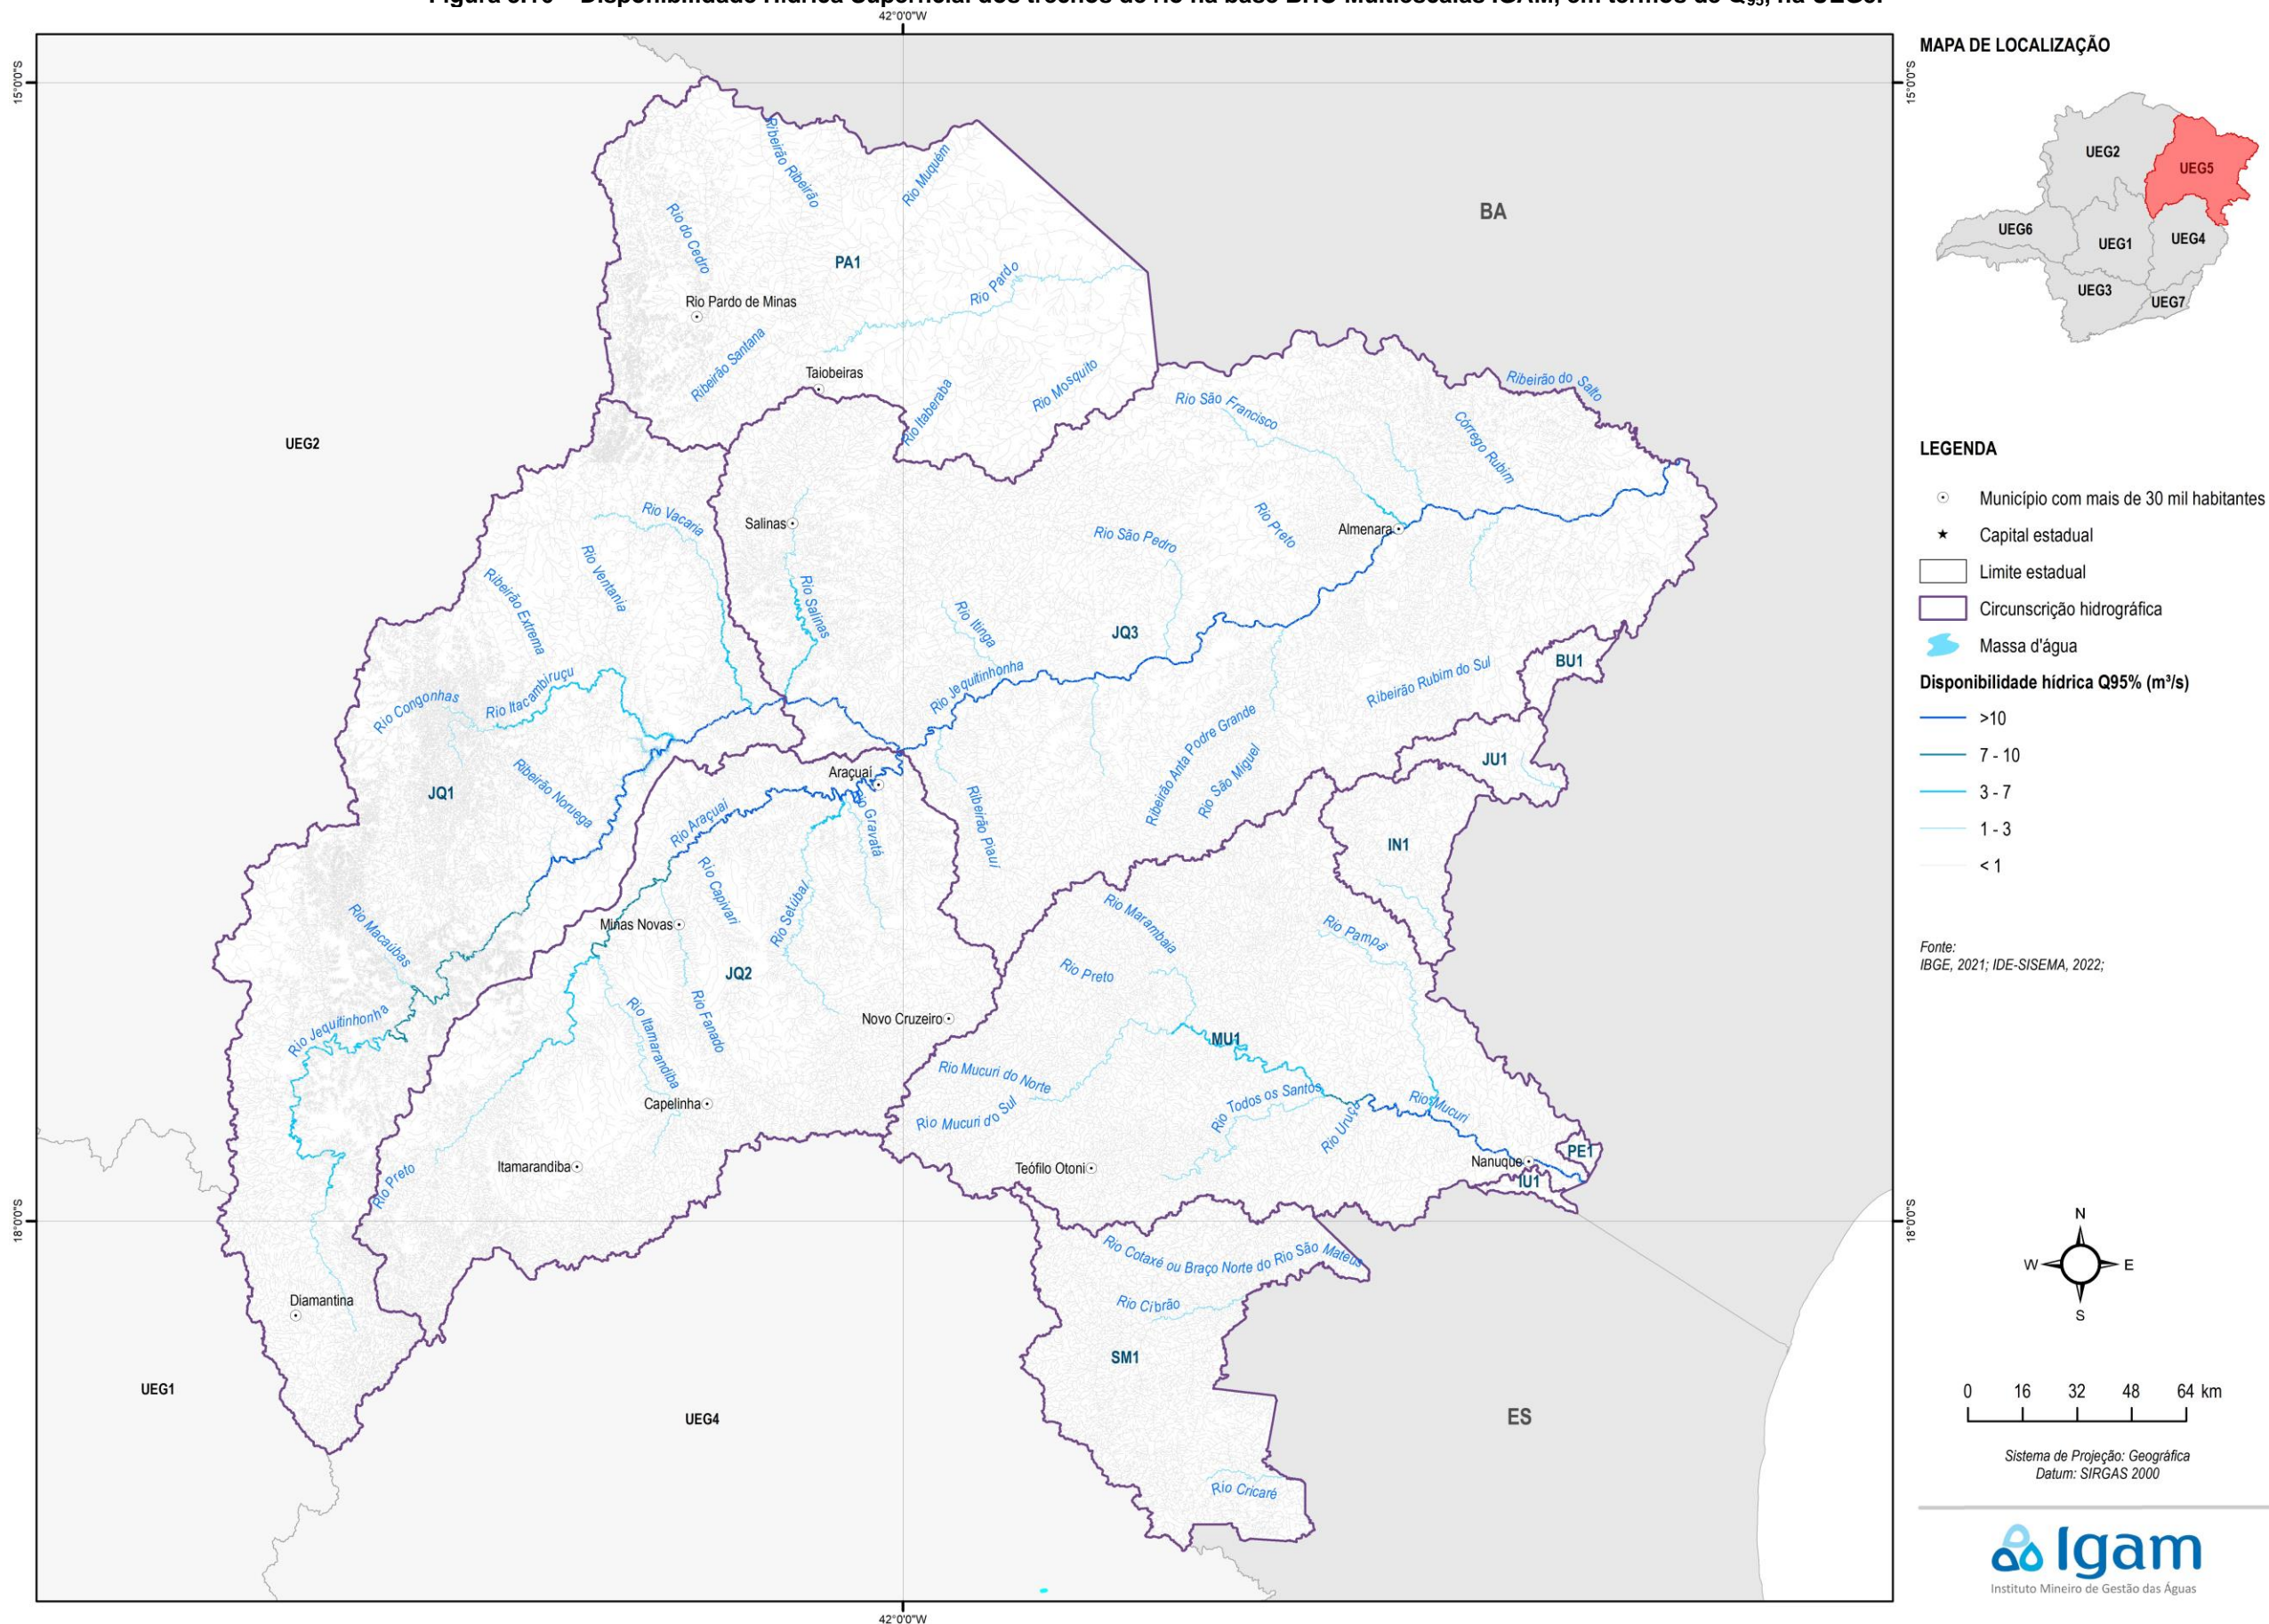 42°0'0"W
15°0'0"S
15°0'0"S
MAPA DE LOCALIZAÇÃO
UEG2
UEG5
UEG6
UEG1
UEG4
UEG3
UEG7
BA
Ribeirão Ribeirão
Rio Muquém
Rio do Cedro
PA1
Rio Pardo
Rio Pardo de Minas
Ribeirão Santana
Taiobeiras
Rio Itaberaba
Rio Mosquito
Rio São Francisco
Ribeirão do Salto
Córrego Rubim
UEG2
LEGENDA
Município com mais de 30 mil habitantes
Capital estadual
Limite estadual
Circunscrição hidrográfica
Massa d'água
Disponibilidade hídrica Q95% (m³/s)
>10
7 - 10
3 - 7
1 - 3
< 1
Rio Vacaria
Salinas
Rio São Pedro
Rio Preto
Almenara
Rio Ventania
Ribeirão Extrema
Rio Salinas
Rio Itinga
JQ3
BU1
Rio Jequitinhonha
Ribeirão Rubim do Sul
Rio Congonhas
Rio Itacambiruçu
Ribeirão Anta Podre Grande
Rio São Miguel
JU1
JQ1
Ribeirão Noruega
Araçuaí
Rio Araçuaí
Rio Gravatá
Ribeirão Piauí
IN1
Rio Capivari
Rio Setúbal
Minas Novas
Rio Macaúbas
Rio Marambaia
Rio Pampã
JQ2
Rio Preto
Fonte:
IBGE, 2021; IDE-SISEMA, 2022;
Rio Jequitinhonha
Rio Itamarandiba
Rio Fanado
Novo Cruzeiro
MU1
Rio Mucuri do Norte
Rio Mucuri do Sul
Rio Todos os Santos
Rio Uruçu
Rio Mucuri
Capelinha
Itamarandiba
Rio Preto
Teófilo Otoni
Nanuque
PE1
IU1
18°0'0"S
18°0'0"S
N
W
E
S
Rio Cotaxé ou Braço Norte do Rio São Mateus
Rio Cibrão
Diamantina
SM1
UEG1
UEG4
ES
0 16 32 48 64 km
Sistema de Projeção: Geográfica
Datum: SIRGAS 2000
Rio Cricaré
Igam
Instituto Mineiro de Gestão das Águas
42°0'0"W